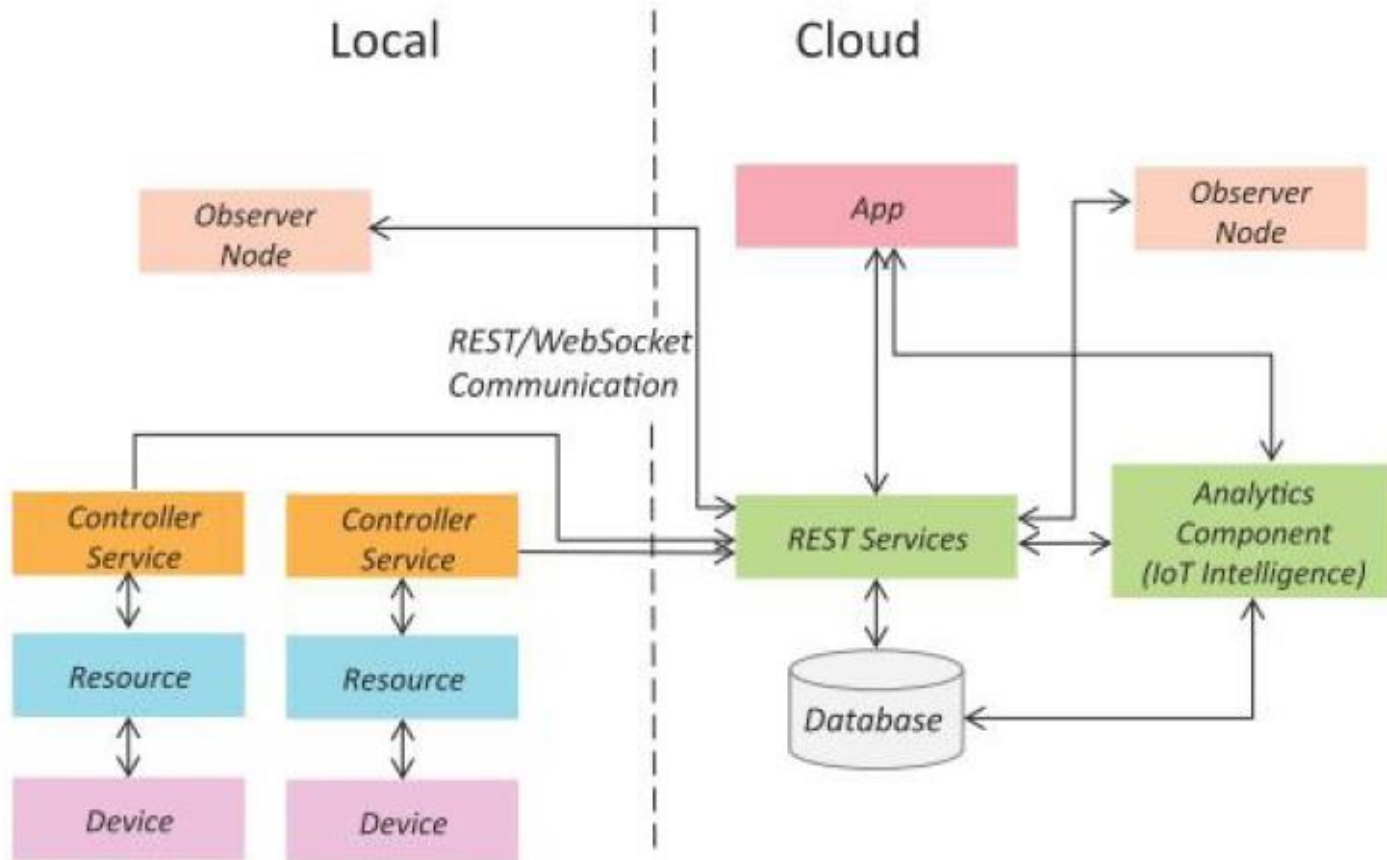 Local
Cloud
Observer
Node
App
Observer
Node
REST/WebSocket
Communication
Controller
Service
Controller
Service
REST Services
Analytics
Component
(IoT Intelligence)
Resource
Resource
Database
Device
Device